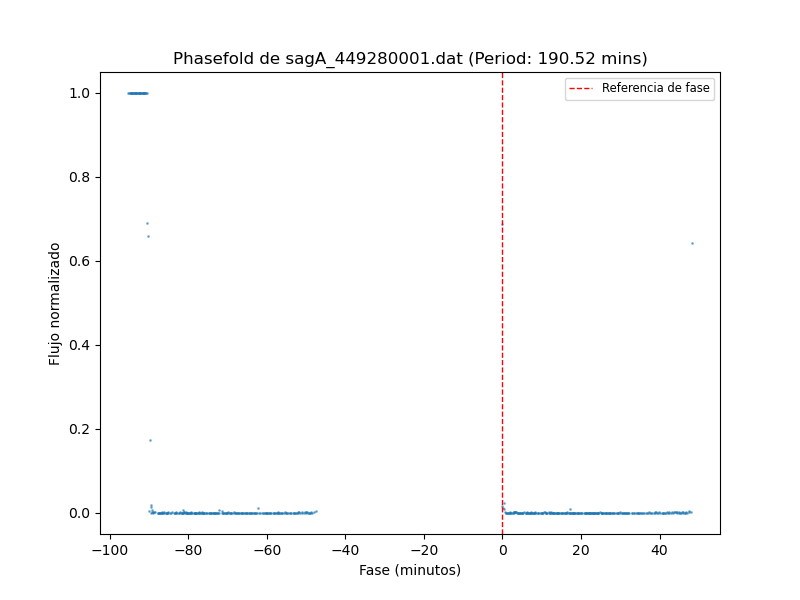 Phasefold de sagA_449280001.dat (Period: 190.52 mins)
Referencia de fase
Flujo normalizado
1.0
0.8
0.6
0.4
0.2
0.0
−100 −80 −60 −40 −20 0 20 40
Fase (minutos)